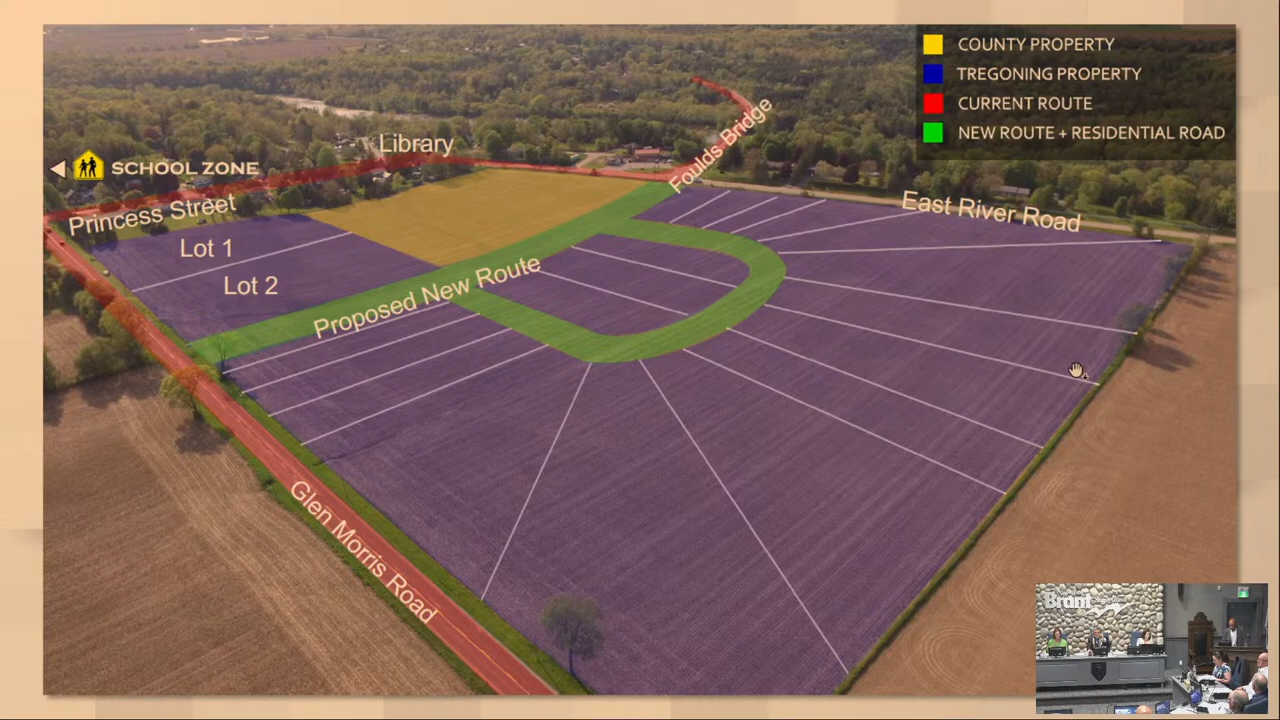 COUNTY PROPERTY
TREGONING PROPERTY
CURRENT ROUTE
NEW ROUTE + RESIDENTIAL ROAD
Foulds Bridge
Library
SCHOOL ZONE
Princess Street
East River Road
Lot 1
Lot 2
Proposed New Route
Glen Morris Road
Brant